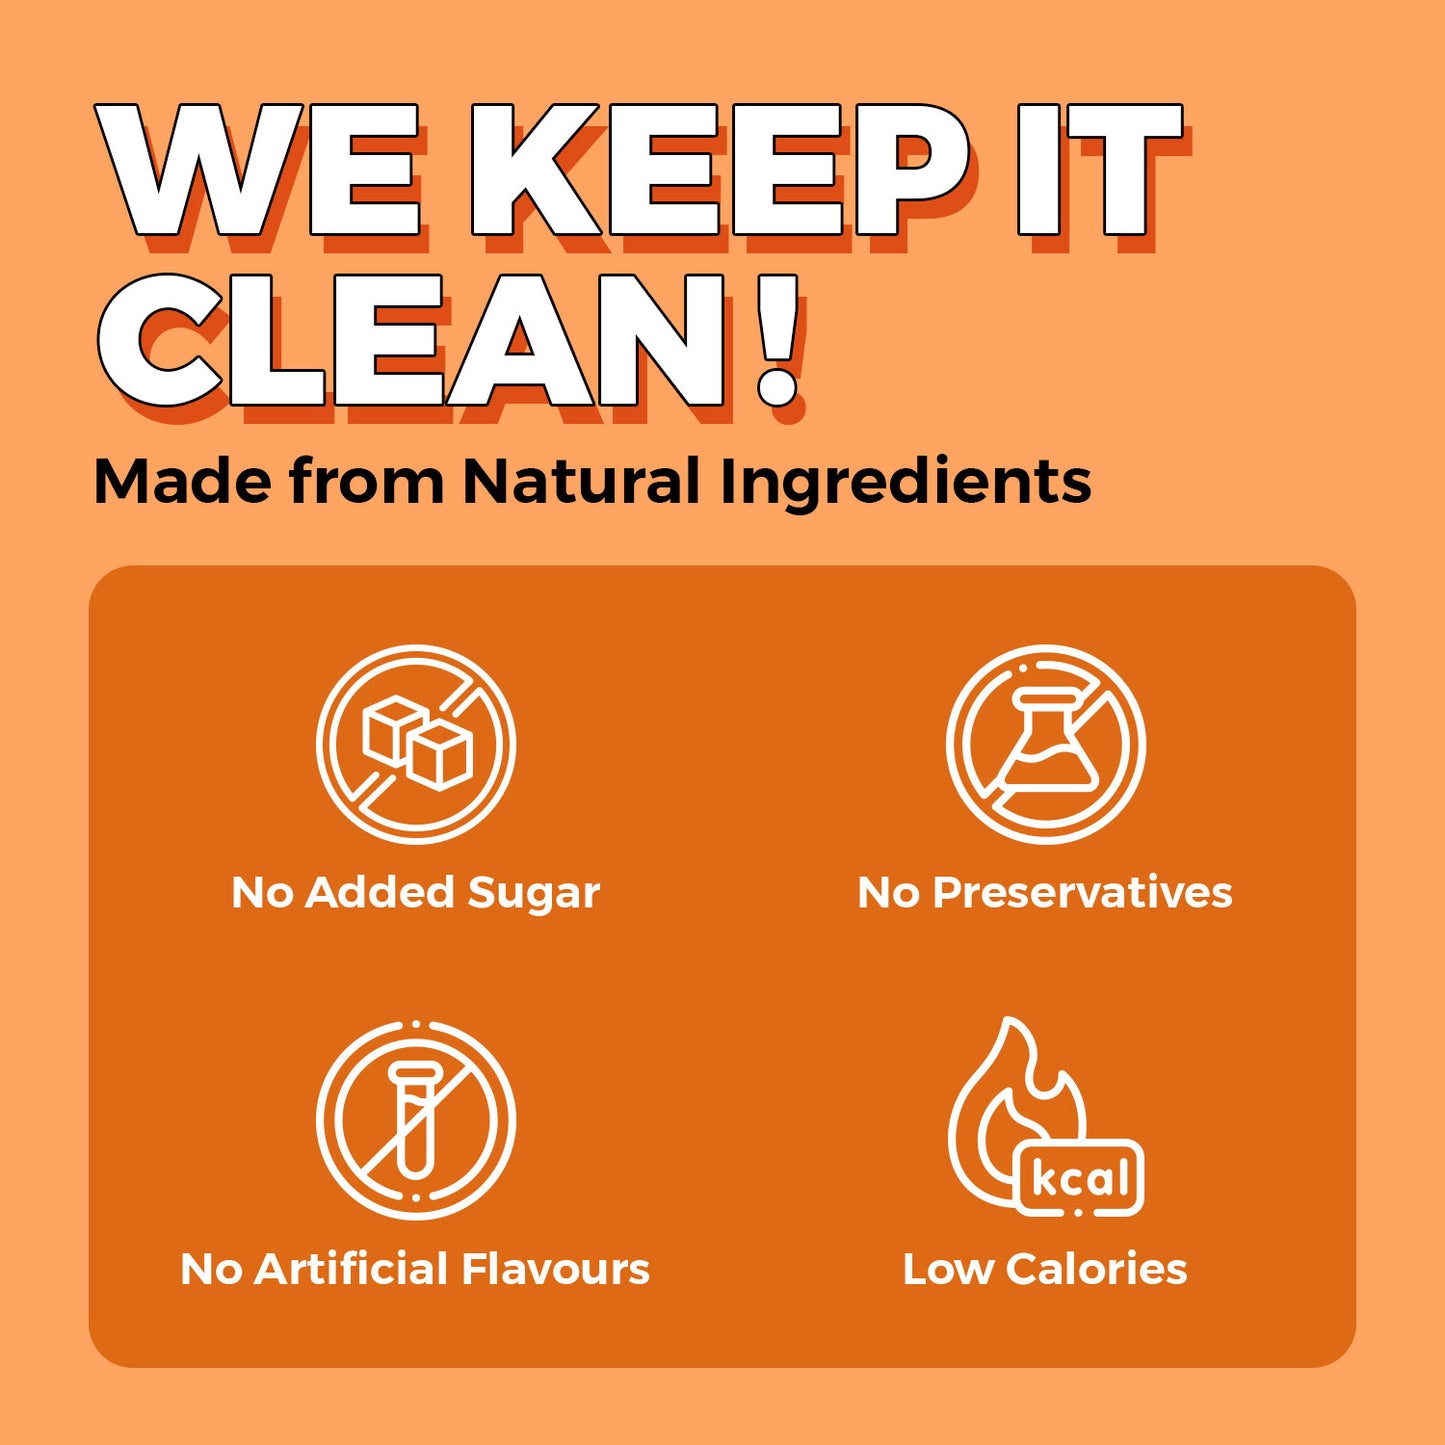 WE KEEP IT
CLEAN!
Made from Natural Ingredients
No Added Sugar
No Preservatives
No Artificial Flavours
kcal
Low Calories